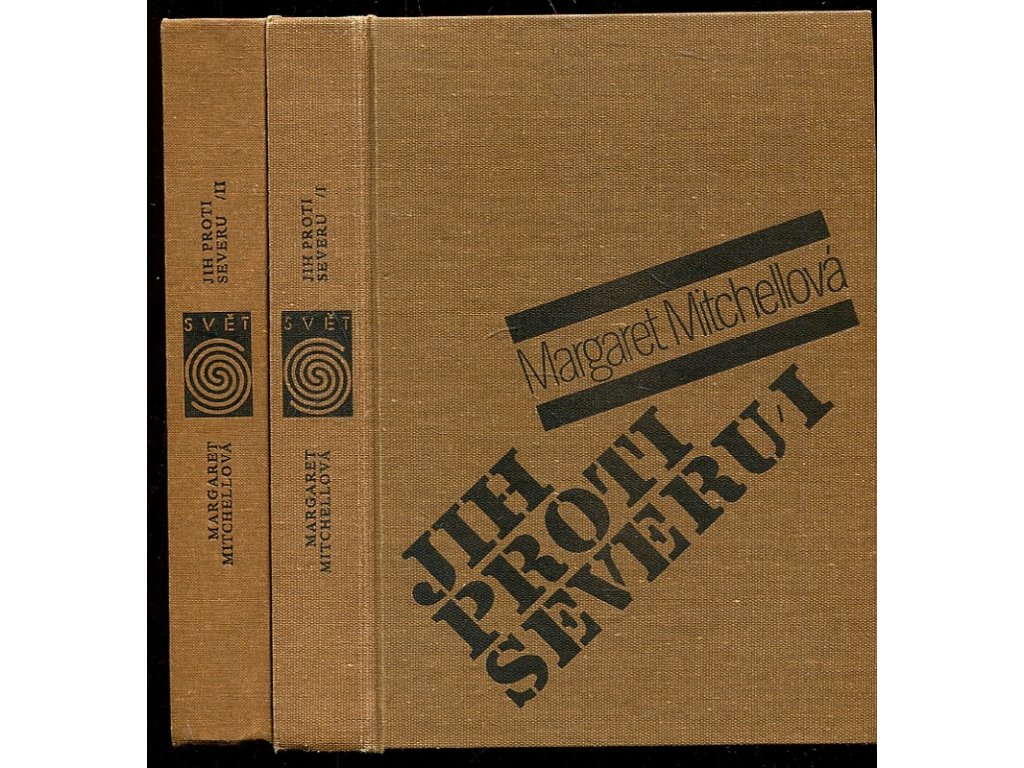 JIH PROTI
SEVERU /II
SVĚT
MARGARET
MITCHELLOVÁ
JIH PROTI
SEVERU /I
SVĚT
MARGARET
MITCHELLOVÁ
Margaret Mitchellová
JIH
PROTI
SEVERU/I